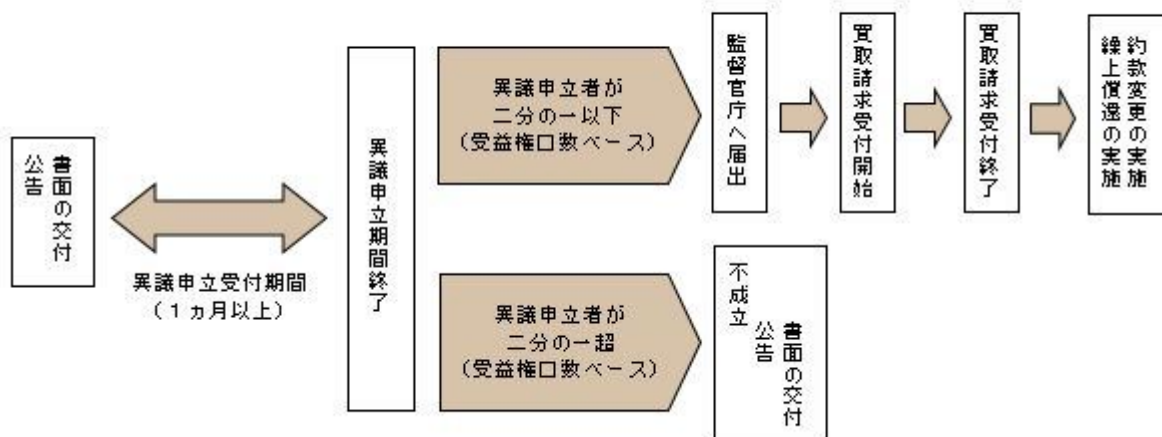 書面の交付
公告
異議申立受付期間
（１ヵ月以上）
異議申立期間終了
異議申立者が
二分の一以下
（受益権口数ベース）
監督官庁へ届出
買取請求受付開始
買取請求受付終了
約款変更の実施
繰上償還の実施
異議申立者が
二分の一超
（受益権口数ベース）
不成立
書面の交付
公告